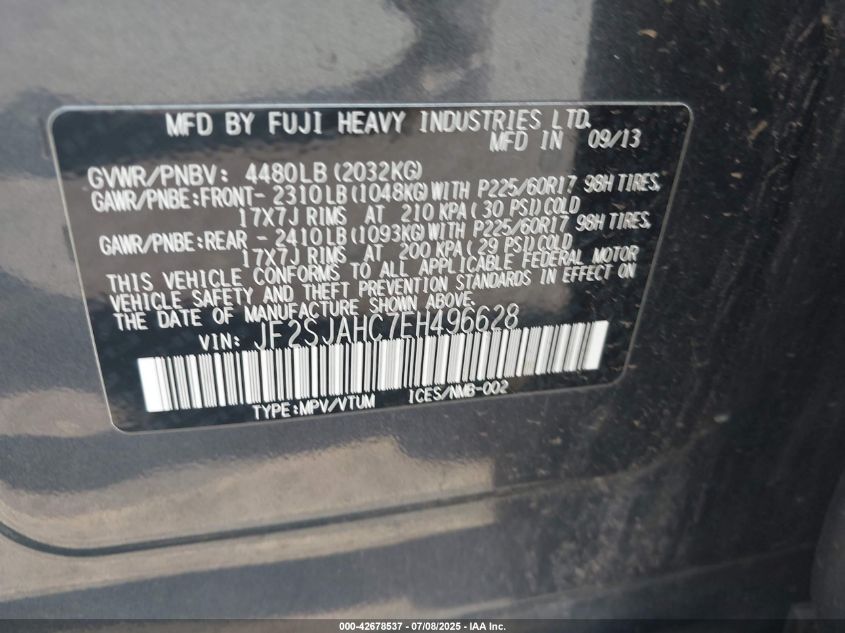 MFD BY FUJI HEAVY INDUSTRIES LTD.
MFD IN 09/13
GVWR/PNBV: 4480LB (2032KG)
GAWR/PNBE:FRONT- 2310LB (1048KG) WITH P225/60R17 98H TIRES,
17X7J RIMS AT 210 KPA (30 PSI) COLD
GAWR/PNBE:REAR - 2410LB (1093KG) WITH P225/60R17 98H TIRES,
17X7J RIMS AT 200 KPA (29 PSI) COLD
THIS VEHICLE CONFORMS TO ALL APPLICABLE FEDERAL MOTOR
VEHICLE SAFETY AND THEFT PREVENTION STANDARDS IN EFFECT ON
THE DATE OF MANUFACTURE SHOWN ABOVE.
VIN: JF2SJAHC7EH496628
TYPE:MPV/VTUM ICES/NMB-002
000-42678537 - 07/08/2025 - IAA Inc.